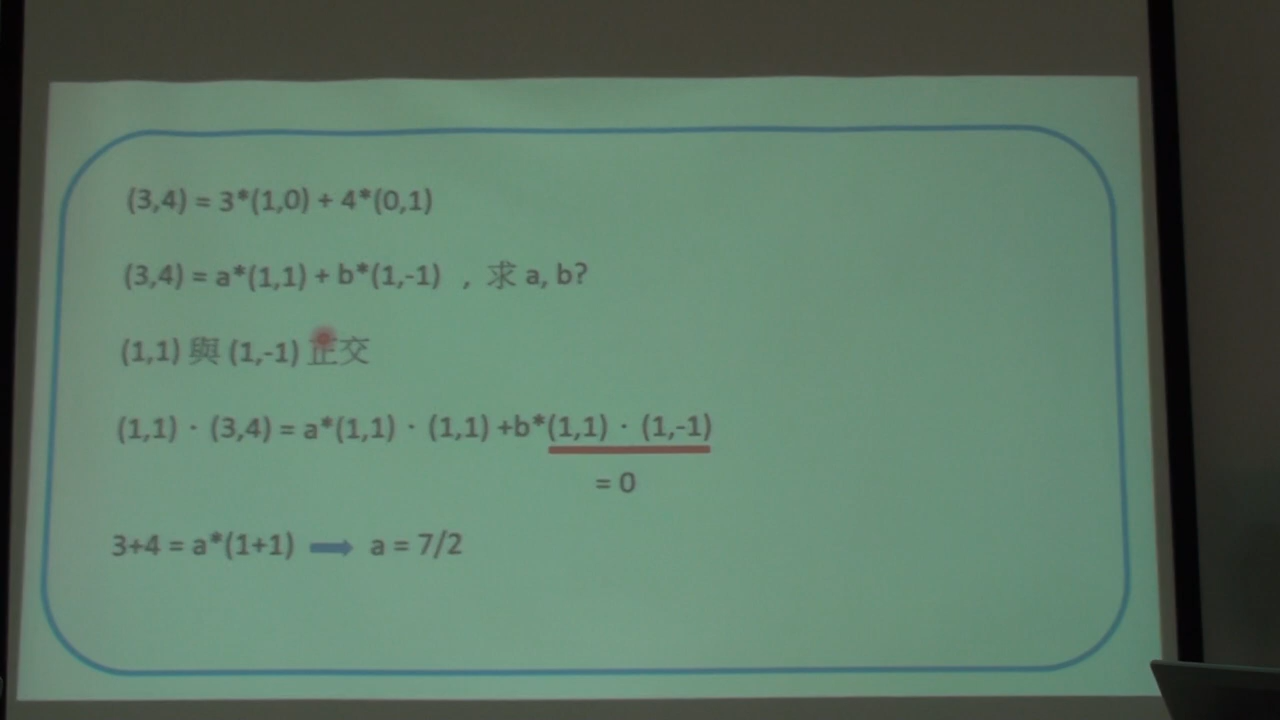 (3,4) = 3*(1,0) + 4*(0,1)
(3,4) = a*(1,1) + b*(1,-1) ，求 a, b?
(1,1) 與 (1,-1) 正交
(1,1)‧(3,4) = a*(1,1)‧(1,1) +b*(1,1)‧(1,-1)
= 0
3+4 = a*(1+1) ➡ a = 7/2